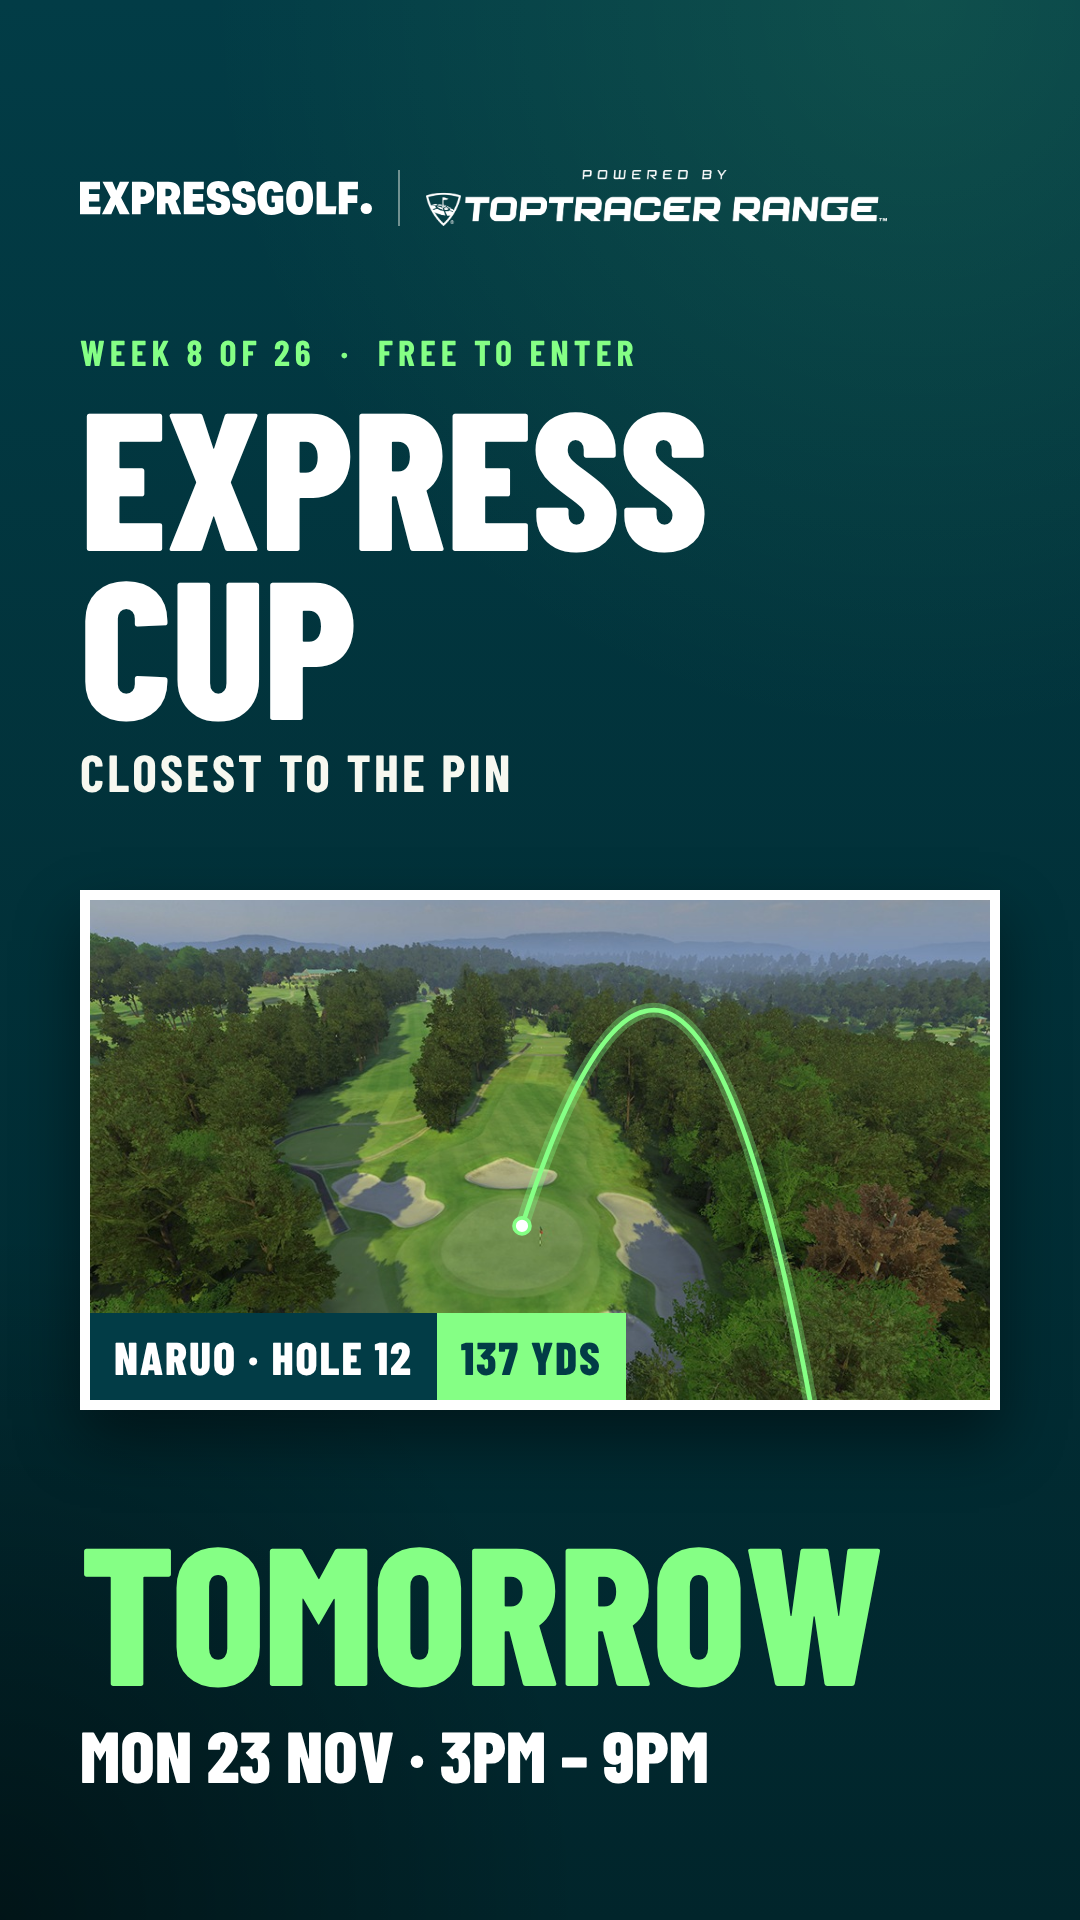 EXPRESSGOLF.
POWERED BY
TOPTRACER RANGE™
WEEK 8 OF 26 · FREE TO ENTER
EXPRESS
CUP
CLOSEST TO THE PIN
NARUO · HOLE 12
137 YDS
TOMORROW
MON 23 NOV · 3PM – 9PM